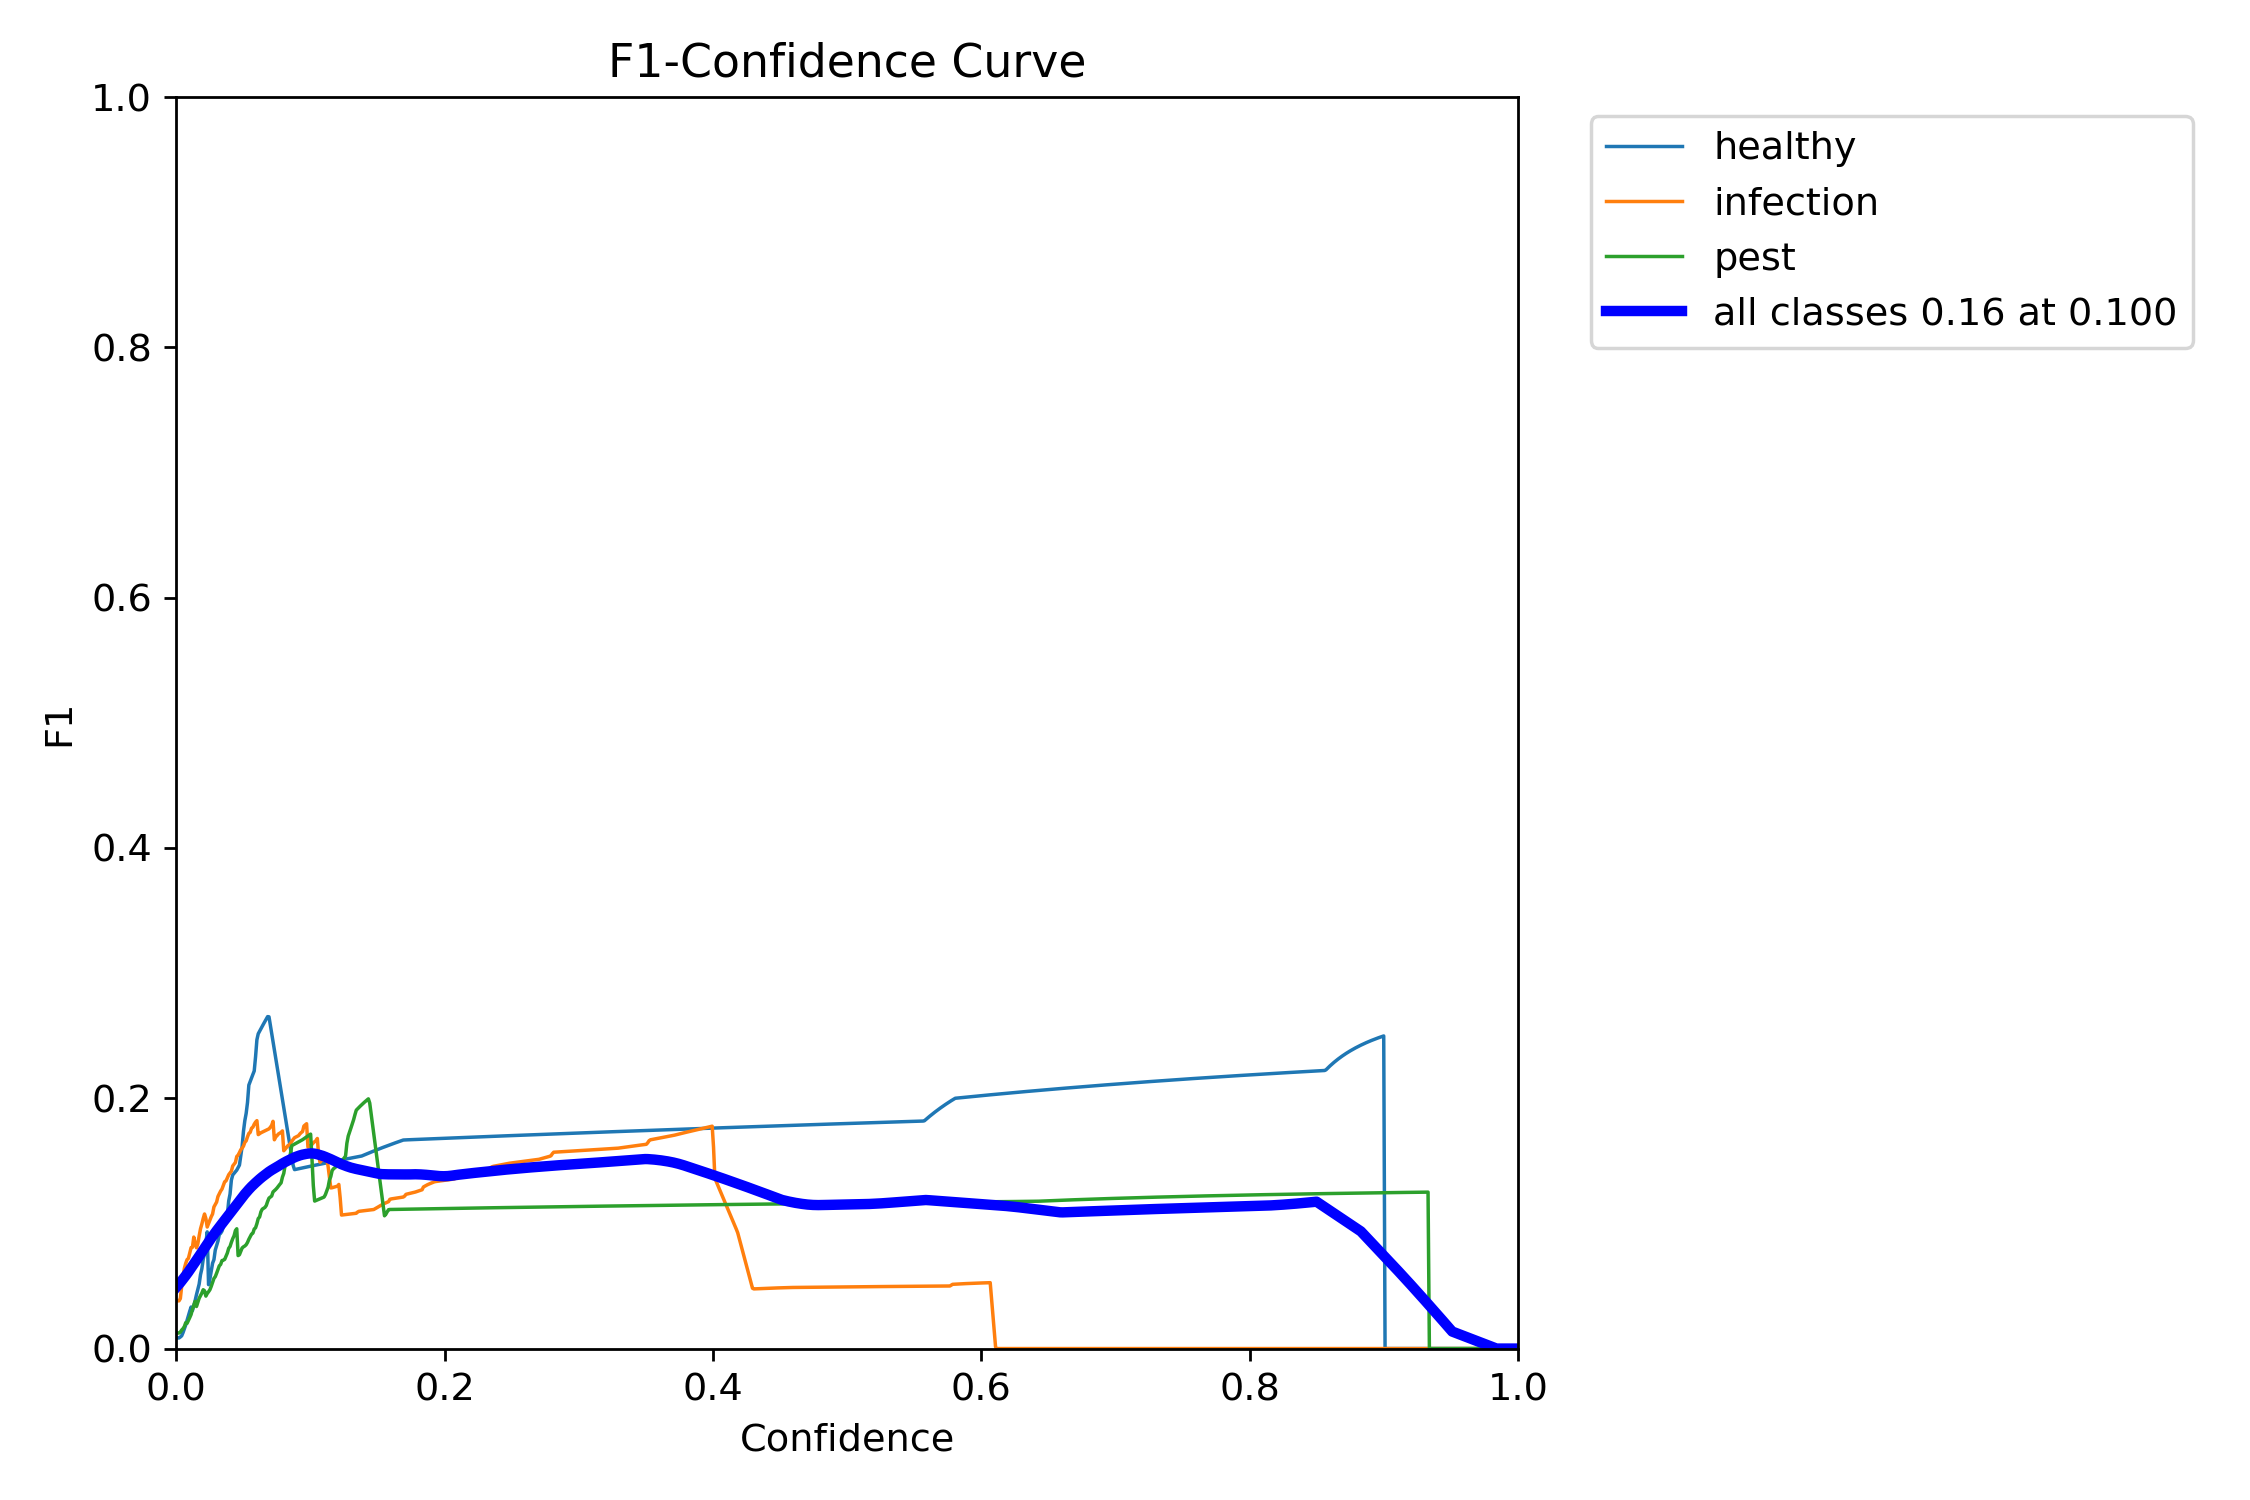 F1-Confidence Curve
1.0
0.8
0.6
0.4
0.2
0.0
F1
0.0 0.2 0.4 0.6 0.8 1.0
Confidence
healthy
infection
pest
all classes 0.16 at 0.100